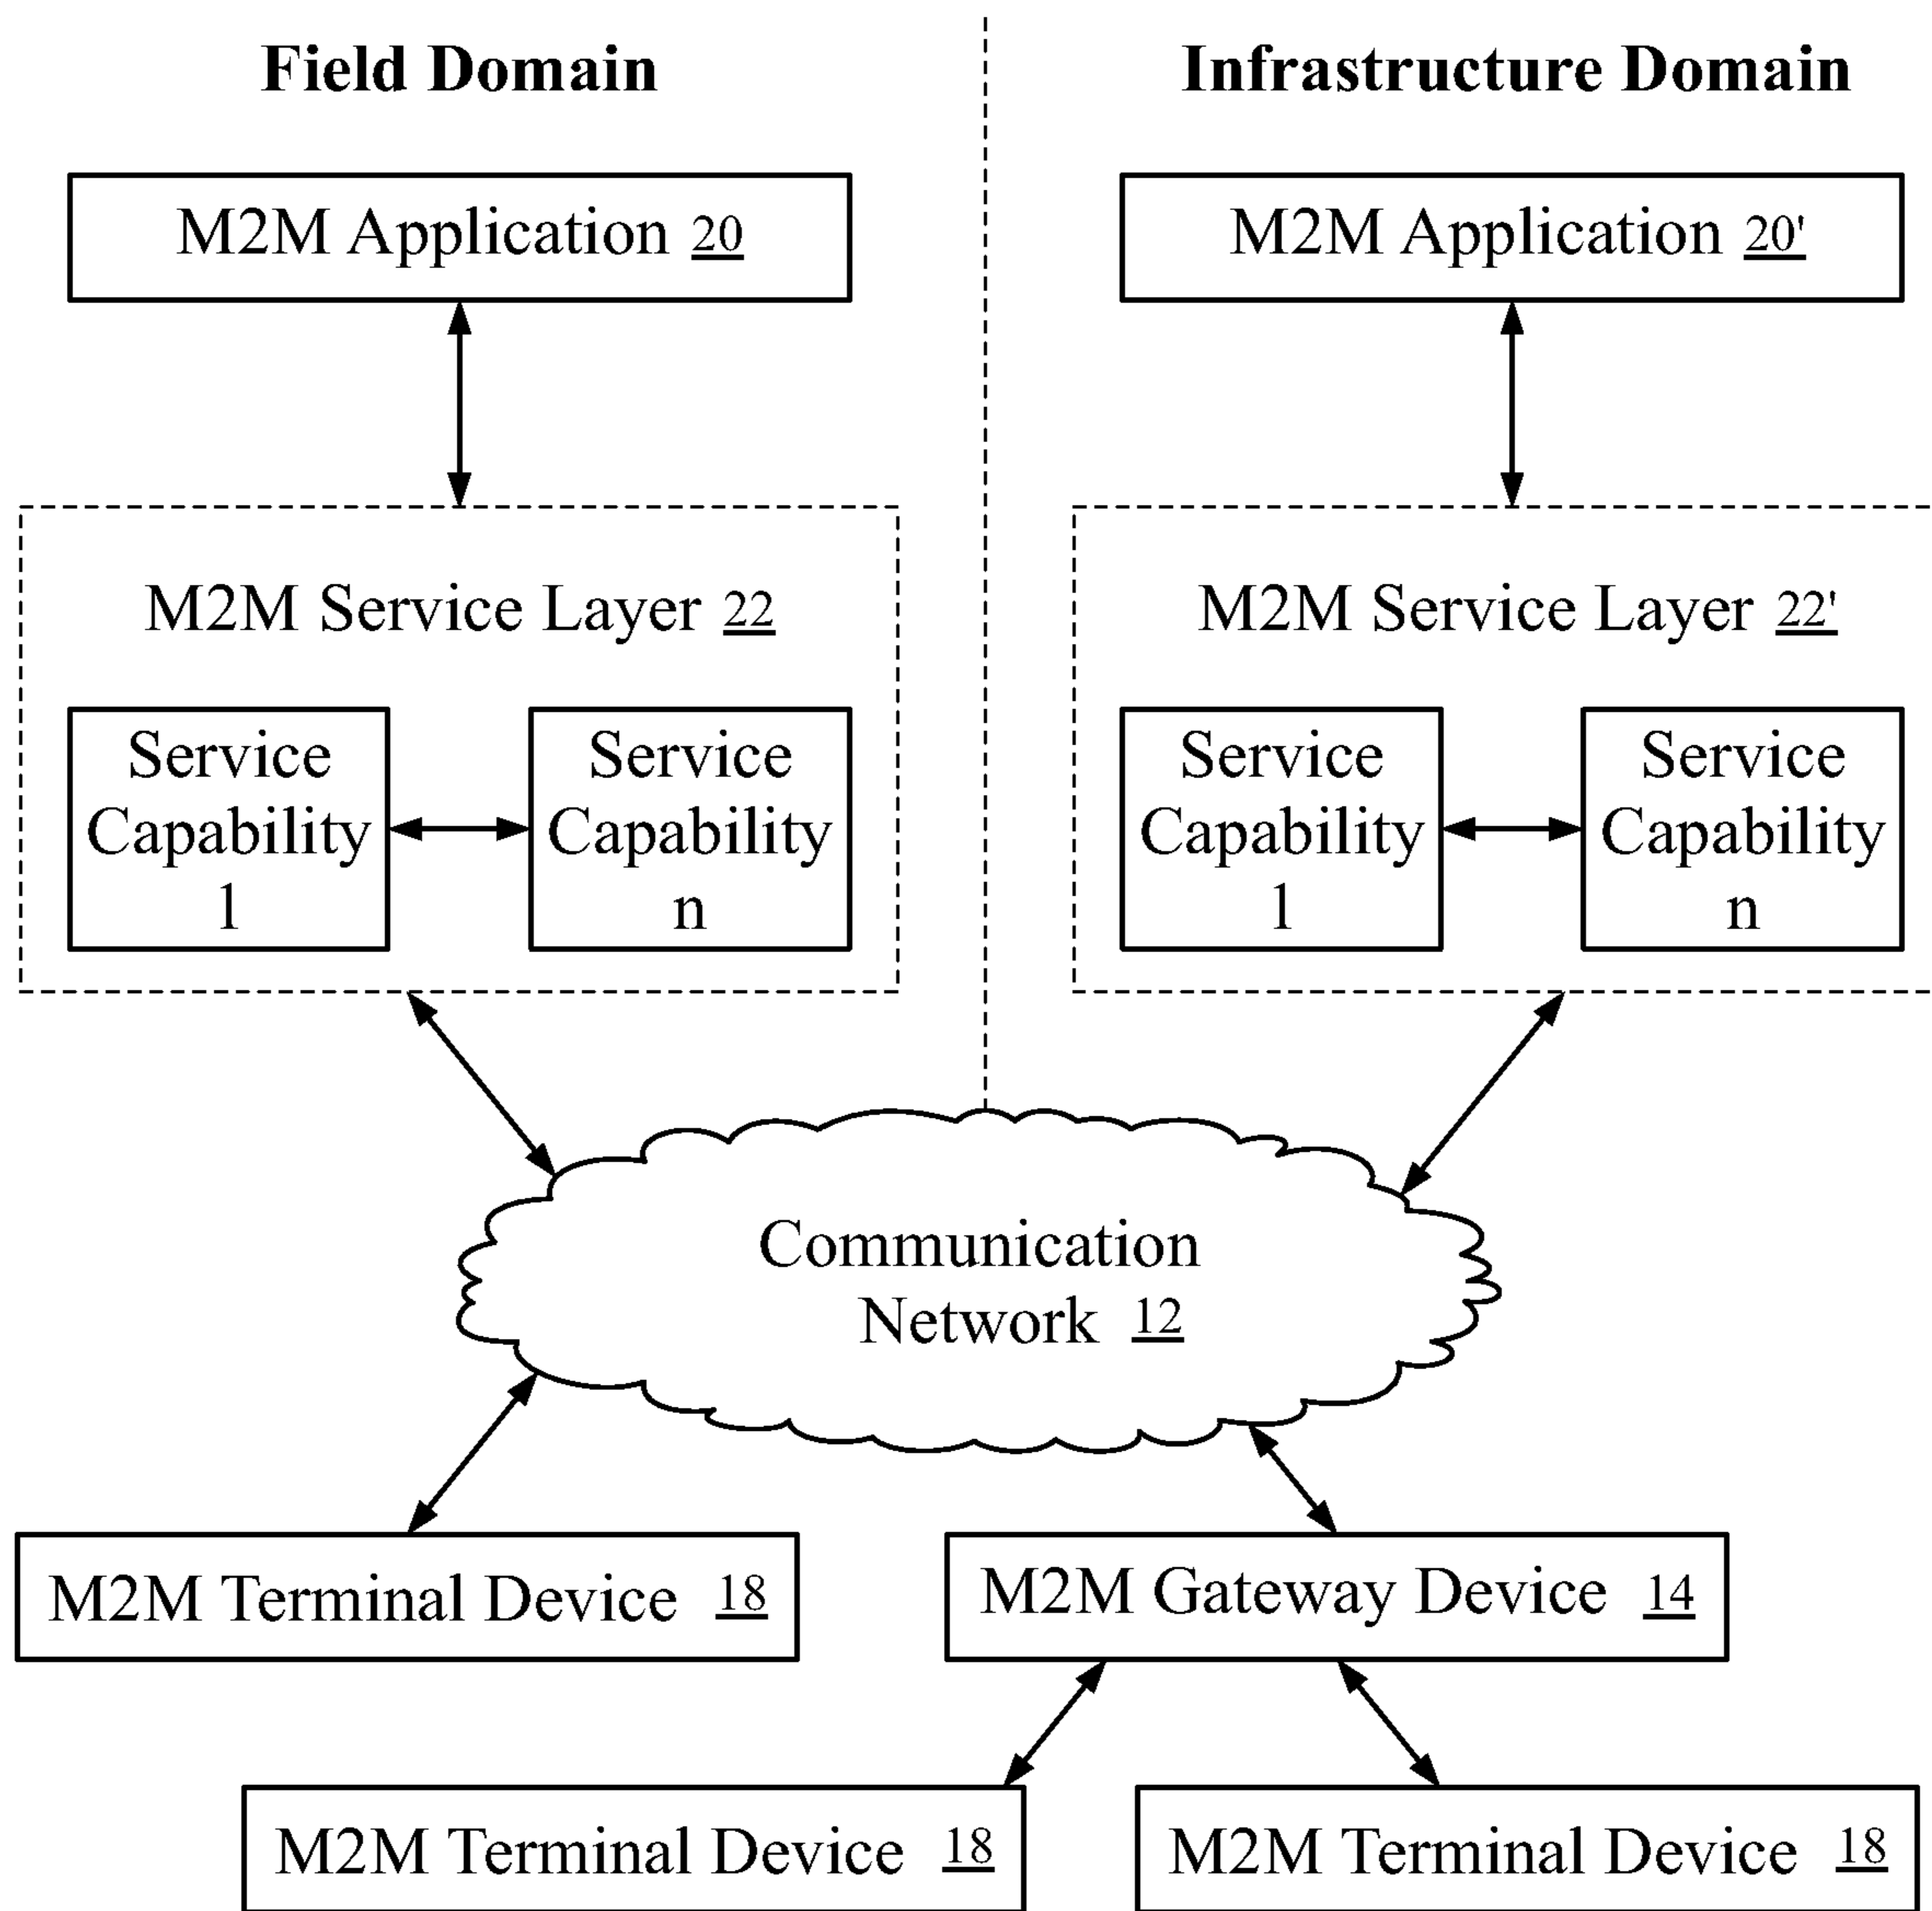 Field Domain
Infrastructure Domain
M2M Application 20
M2M Application 20'
M2M Service Layer 22
M2M Service Layer 22'
Service
Capability
1
Service
Capability
n
Service
Capability
1
Service
Capability
n
Communication
Network 12
M2M Terminal Device 18
M2M Gateway Device 14
M2M Terminal Device 18
M2M Terminal Device 18